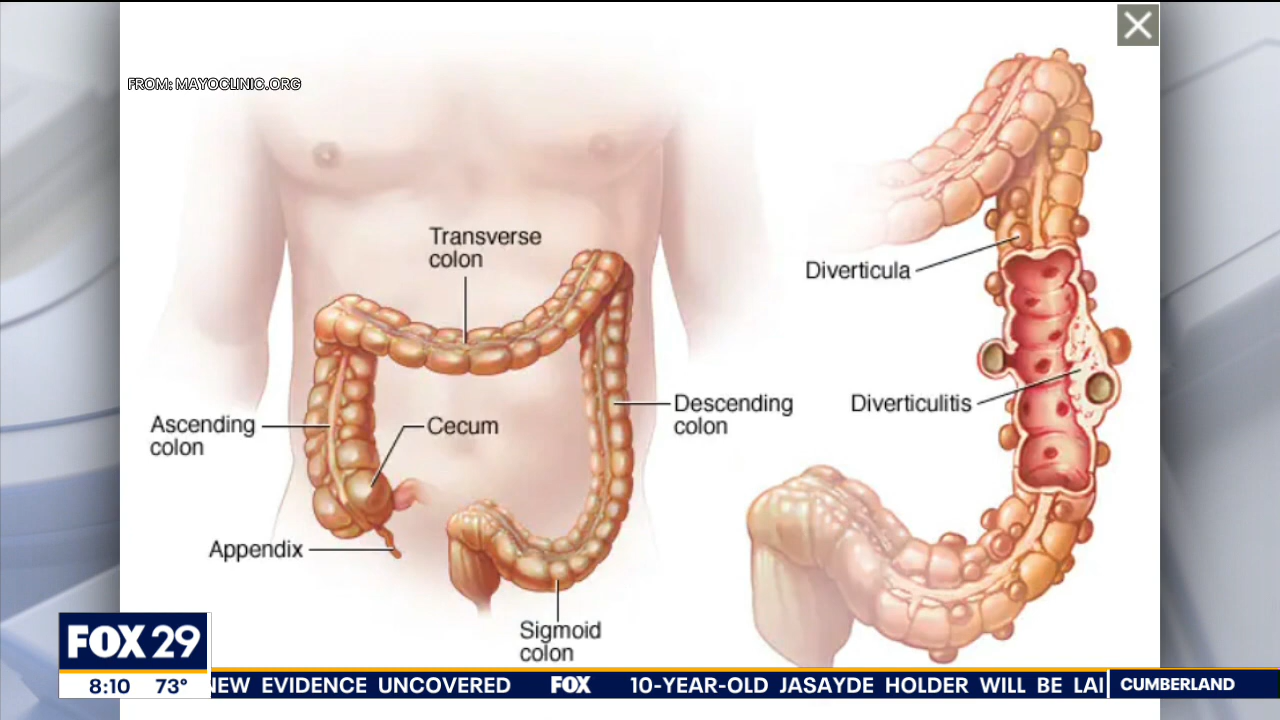 FROM: MAYOCLINIC.ORG
Transverse
colon
Diverticula
Ascending
colon
Cecum
Descending
colon
Diverticulitis
Appendix
Sigmoid
colon
FOX 29
8:10 73°
NEW EVIDENCE UNCOVERED FOX 10-YEAR-OLD JASAYDE HOLDER WILL BE LAI
CUMBERLAND